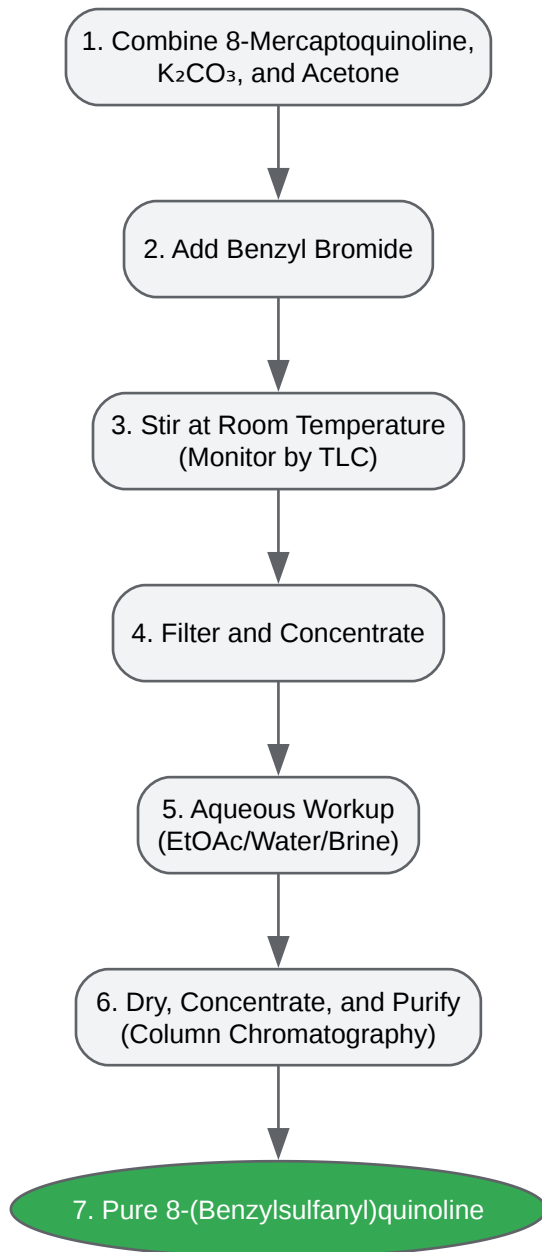 1. Combine 8-Mercaptoquinoline,
K₂CO₃, and Acetone
2. Add Benzyl Bromide
3. Stir at Room Temperature
(Monitor by TLC)
4. Filter and Concentrate
5. Aqueous Workup
(EtOAc/Water/Brine)
6. Dry, Concentrate, and Purify
(Column Chromatography)
7. Pure 8-(Benzylsulfanyl)quinoline